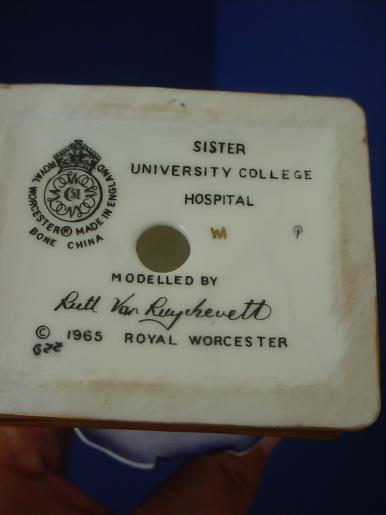 SISTER
UNIVERSITY COLLEGE
HOSPITAL
ROYAL WORCESTER® MADE IN ENGLAND
51
BONE CHINA
MODELLED BY
Ruth Van Ruyckevelt
© 1965 ROYAL WORCESTER